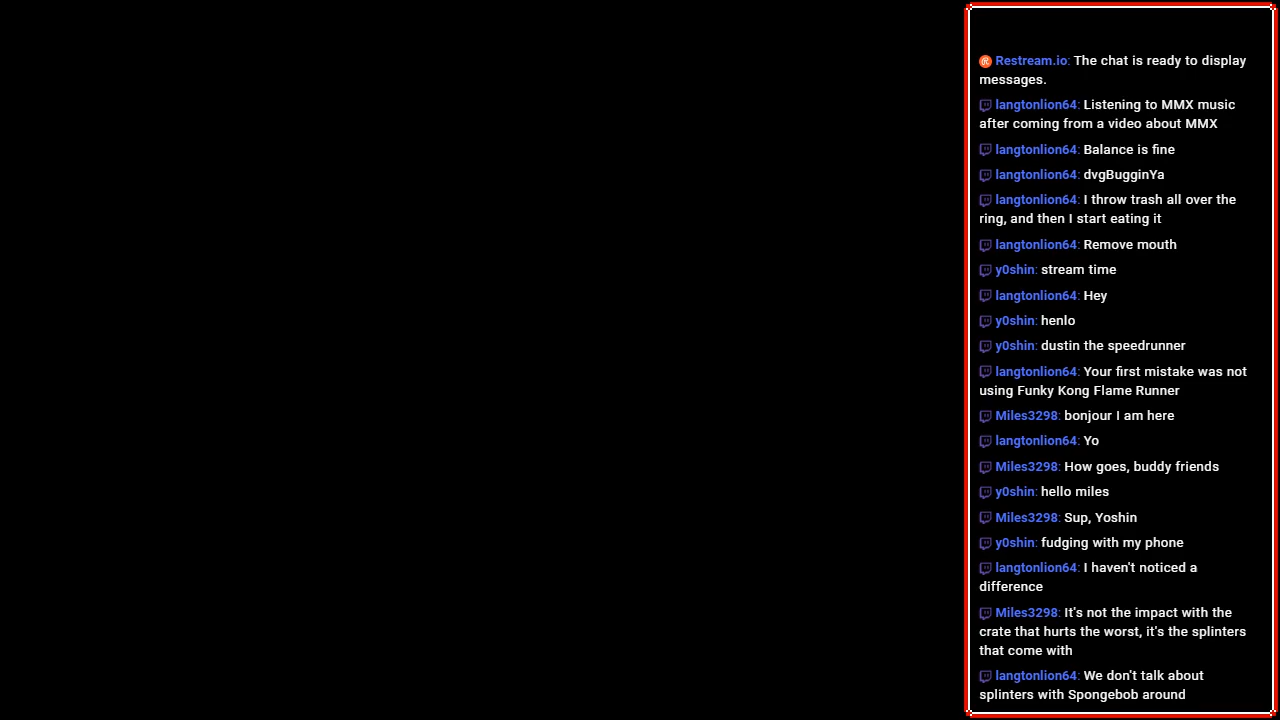 Restream.io: The chat is ready to display
messages.
langtonlion64: Listening to MMX music
after coming from a video about MMX
langtonlion64: Balance is fine
langtonlion64: dvgBugginYa
langtonlion64: I throw trash all over the
ring, and then I start eating it
langtonlion64: Remove mouth
y0shin: stream time
langtonlion64: Hey
y0shin: henlo
y0shin: dustin the speedrunner
langtonlion64: Your first mistake was not
using Funky Kong Flame Runner
Miles3298: bonjour I am here
langtonlion64: Yo
Miles3298: How goes, buddy friends
y0shin: hello miles
Miles3298: Sup, Yoshin
y0shin: fudging with my phone
langtonlion64: I haven't noticed a
difference
Miles3298: It's not the impact with the
crate that hurts the worst, it's the splinters
that come with
langtonlion64: We don't talk about
splinters with Spongebob around